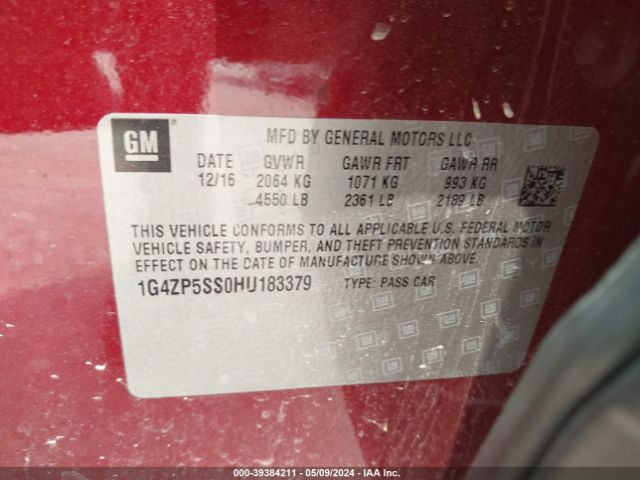 GM
MFD BY GENERAL MOTORS LLC
DATE GVWR GAWR FRT GAWR RR
12/16 2064 KG 1071 KG 993 KG
4550 LB 2361 LB 2189 LB
THIS VEHICLE CONFORMS TO ALL APPLICABLE U.S. FEDERAL MOTOR
VEHICLE SAFETY, BUMPER, AND THEFT PREVENTION STANDARDS IN
EFFECT ON THE DATE OF MANUFACTURE SHOWN ABOVE.
1G4ZP5SS0HU183379 TYPE: PASS CAR
000-39384211 - 05/09/2024 - IAA Inc.